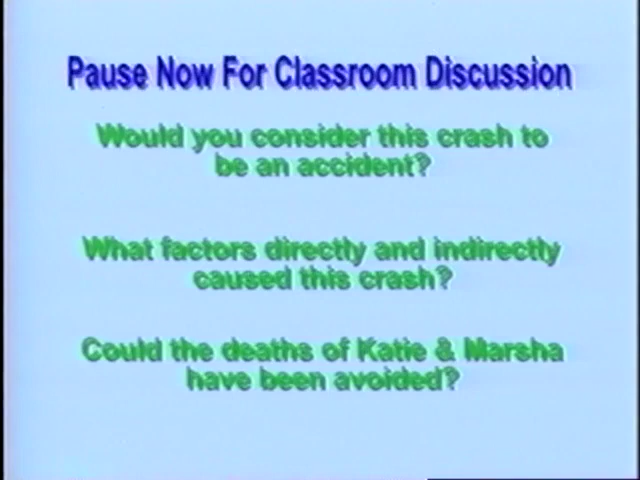 Pause Now For Classroom Discussion
Would you consider this crash to
be an accident?
What factors directly and indirectly
caused this crash?
Could the deaths of Katie & Marsha
have been avoided?